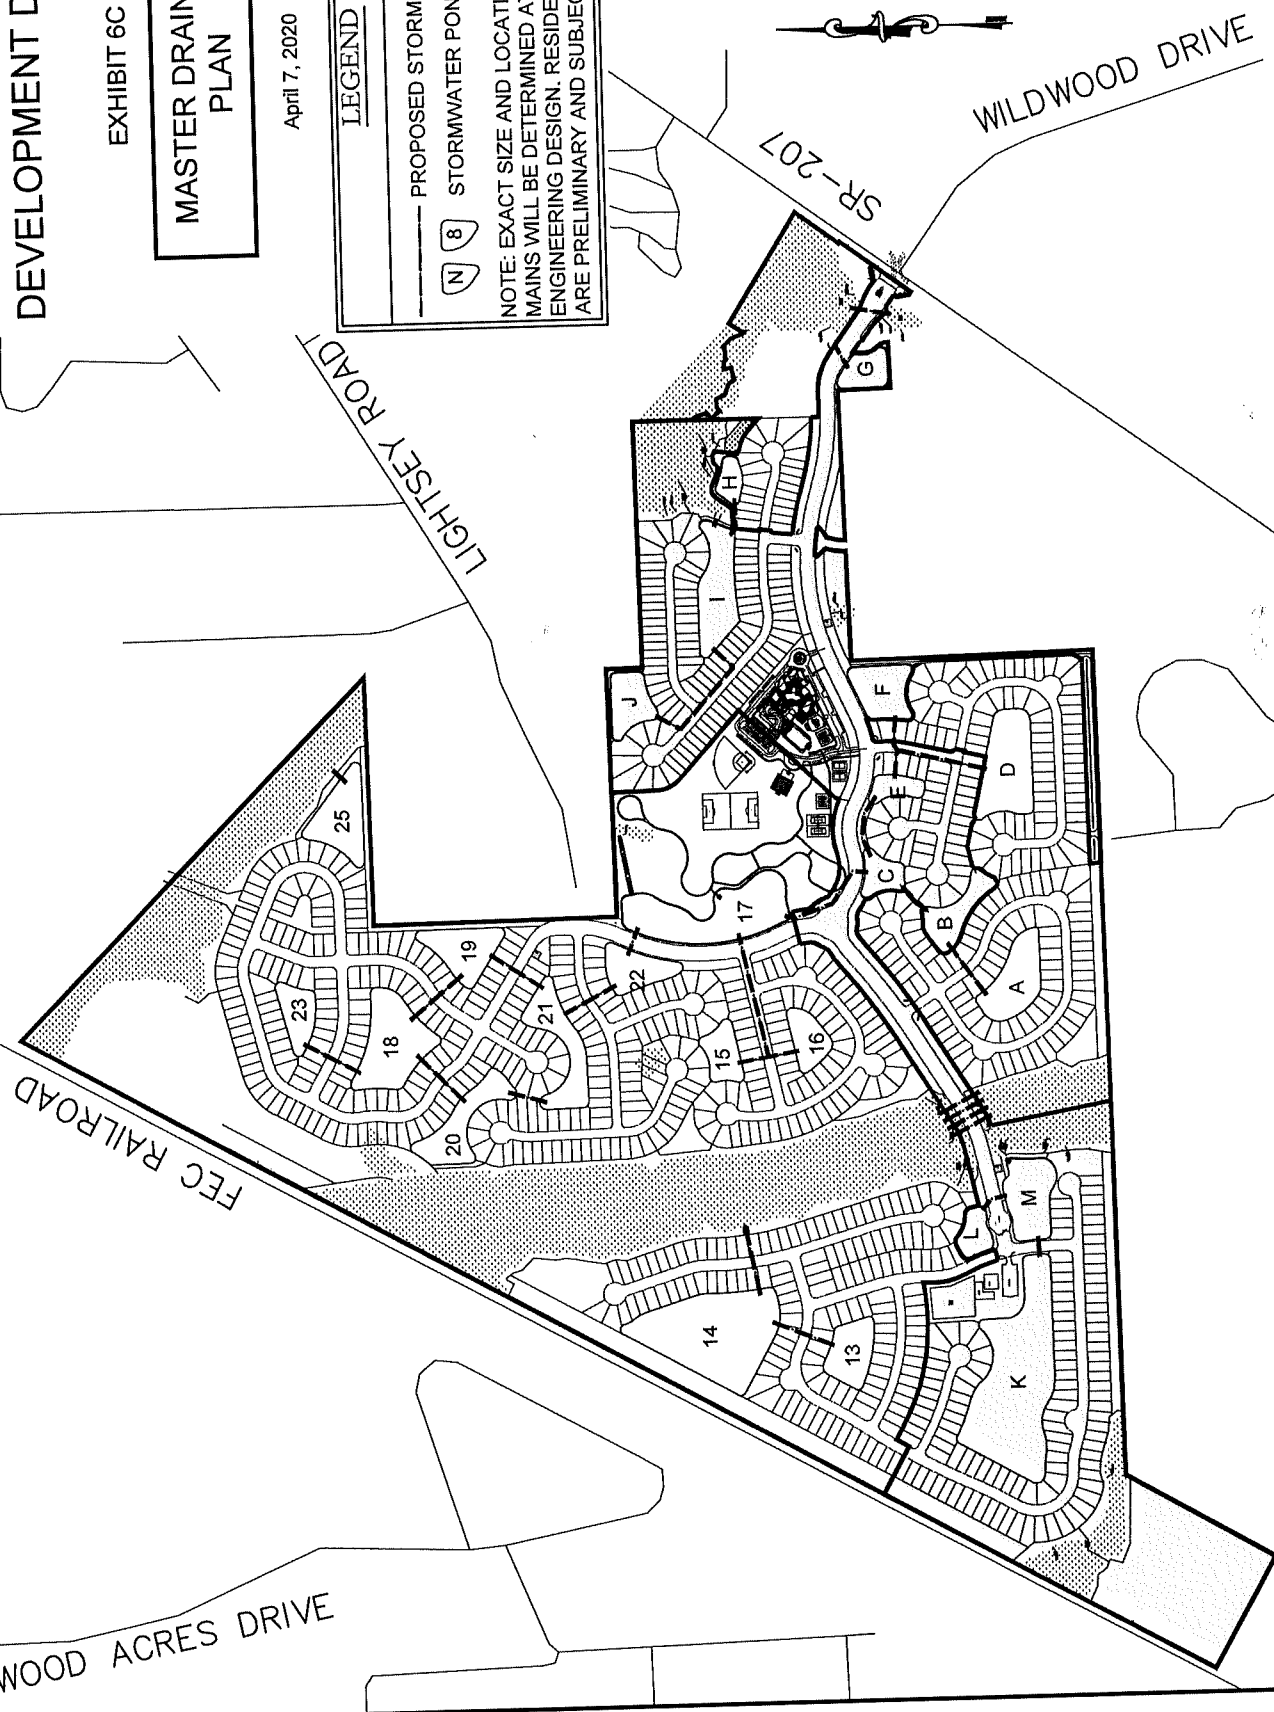 DEVELOPMENT D
EXHIBIT 6C
MASTER DRAIN
PLAN
April 7, 2020
LEGEND
PROPOSED STORM
N 8 STORMWATER PON
NOTE: EXACT SIZE AND LOCATI
MAINS WILL BE DETERMINED A
ENGINEERING DESIGN. RESIDE
ARE PRELIMINARY AND SUBJEC
WILDWOOD DRIVE
SR-207
LIGHTSEY ROAD
FEC RAILROAD
WOOD ACRES DRIVE
G
H
I
J
F
E
D
C
B
A
25
17
19
22
21
23
18
16
15
20
14
13
L
M
K